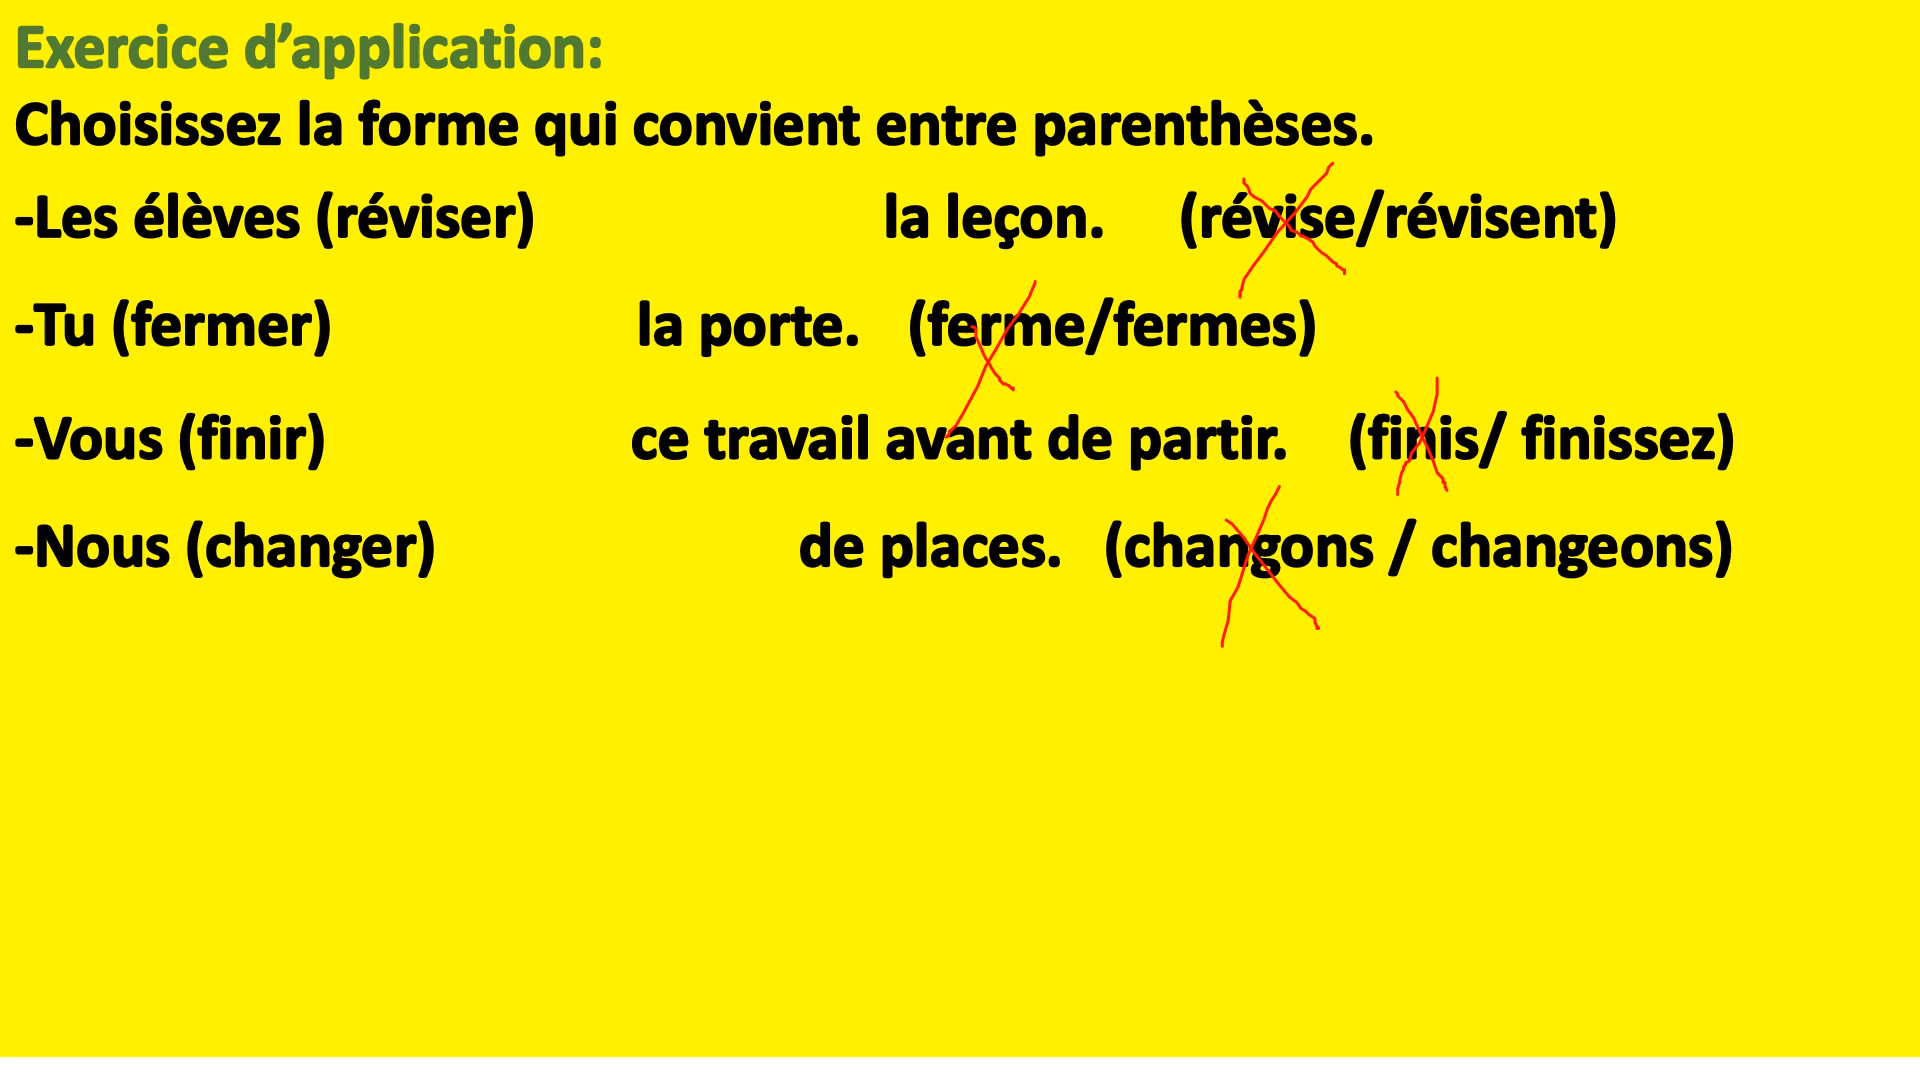 Exercice d’application:
Choisissez la forme qui convient entre parenthèses.
-Les élèves (réviser) la leçon. (révise/révisent)
-Tu (fermer) la porte. (ferme/fermes)
-Vous (finir) ce travail avant de partir. (finis/ finissez)
-Nous (changer) de places. (changons / changeons)